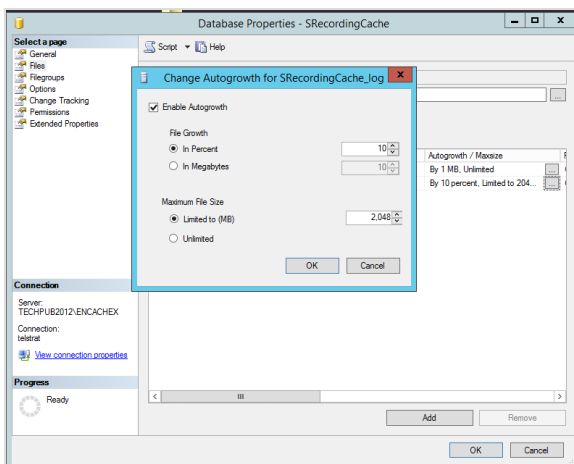 Database Properties - SRecordingCache
Select a page
General
Files
Filegroups
Options
Change Tracking
Permissions
Extended Properties
Script
Help
Change Autogrowth for SRecordingCache_log
Enable Autogrowth
File Growth
In Percent
10
In Megabytes
10
Maximum File Size
Limited to (MB)
2,048
Unlimited
OK
Cancel
Autogrowth / Maxsize
By 1 MB, Unlimited
...
By 10 percent, Limited to 204...
...
Connection
Server:
TECHPUB2012\ENCACHEX
Connection:
telstrat
View connection properties
Progress
Ready
Add
Remove
OK
Cancel